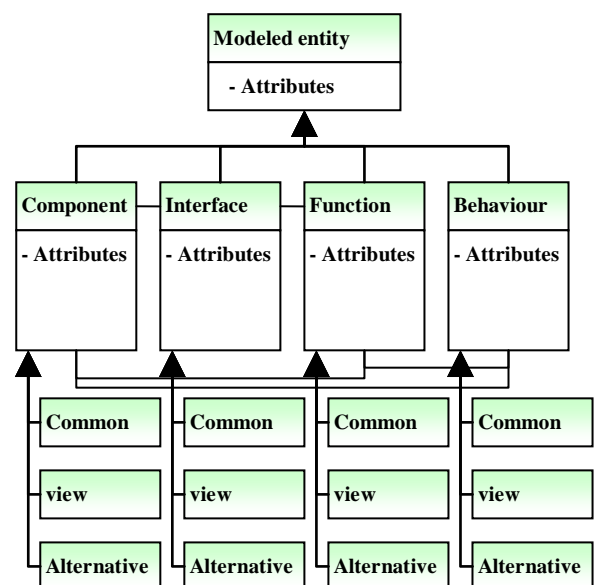 Modeled entity
- Attributes
Component Interface Function Behaviour
- Attributes - Attributes - Attributes - Attributes
Common Common Common Common
view view view view
Alternative Alternative Alternative Alternative